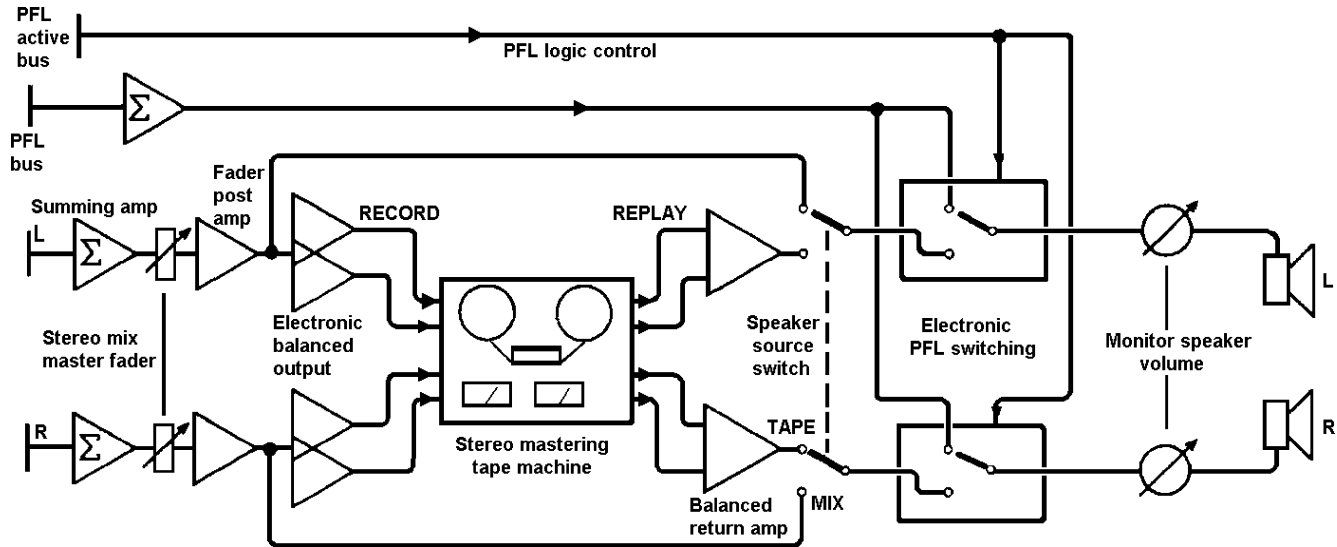 PFL
active
bus
PFL logic control
Σ
PFL
bus
Fader
post
amp
Summing amp
L
Σ
RECORD
REPLAY
Stereo mix
master fader
Electronic
balanced
output
Speaker
source
switch
Electronic
PFL switching
Monitor speaker
volume
L
R
Σ
Stereo mastering
tape machine
TAPE
MIX
Balanced
return amp
R